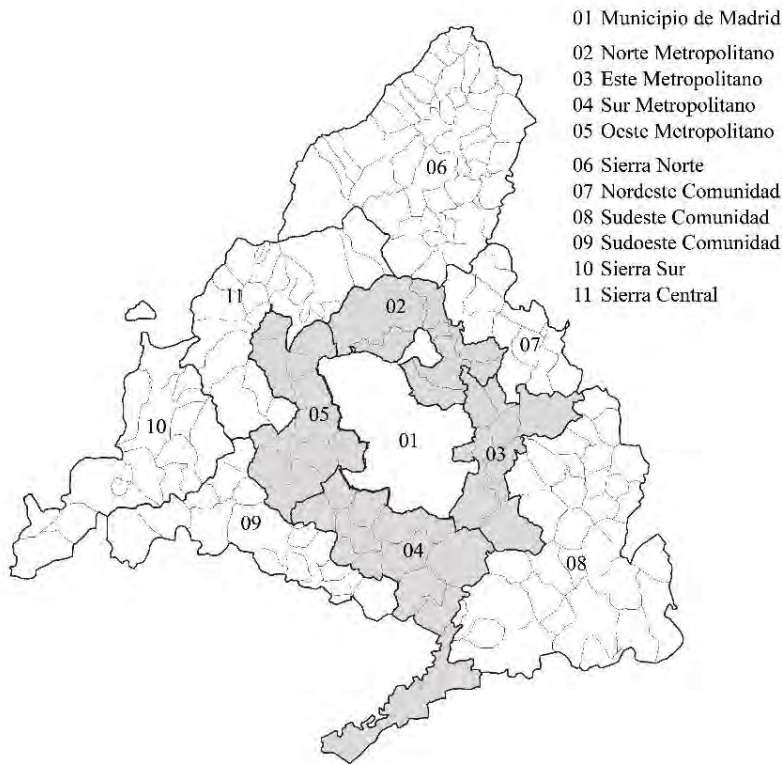 01 Municipio de Madrid
02 Norte Metropolitano
03 Este Metropolitano
04 Sur Metropolitano
05 Oeste Metropolitano
06 Sierra Norte
07 Nordeste Comunidad
08 Sudeste Comunidad
09 Sudoeste Comunidad
10 Sierra Sur
11 Sierra Central
06
11
02
07
10
05
01
03
09
04
08